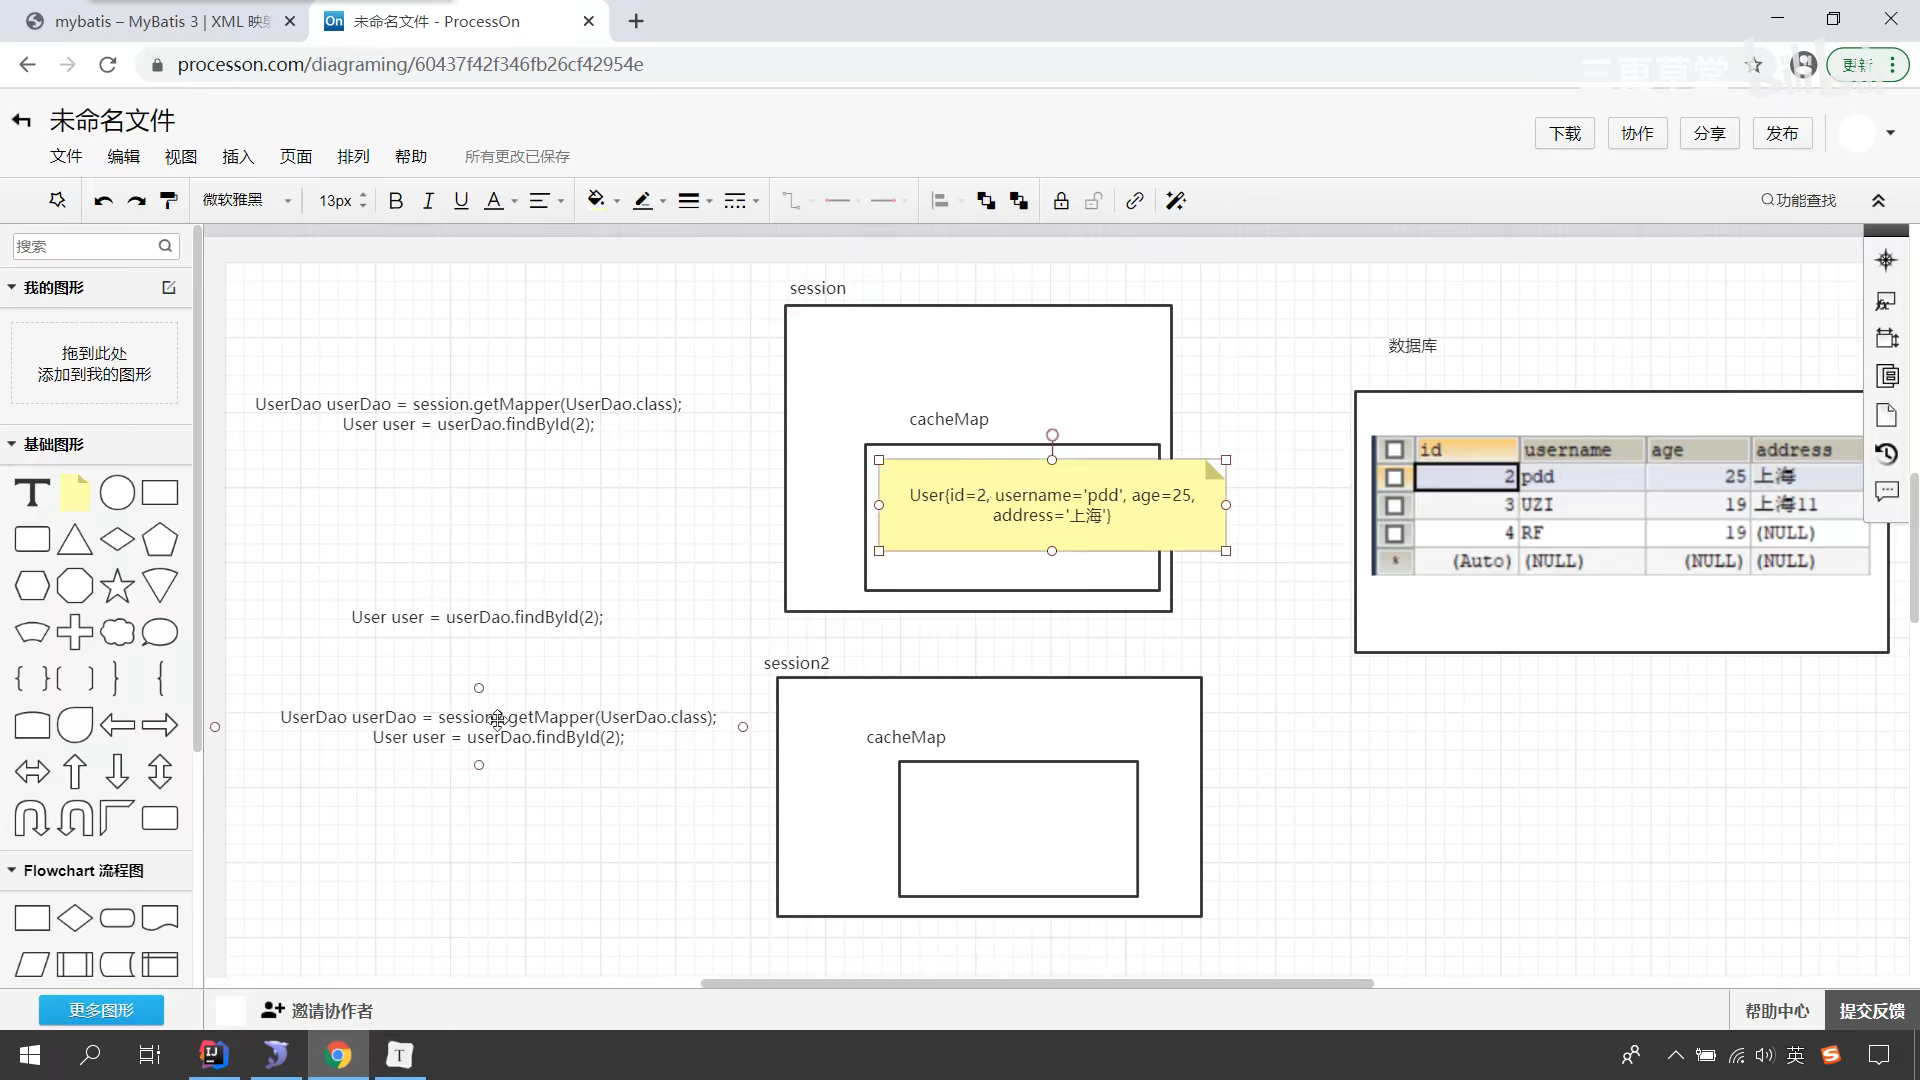 mybatis – MyBatis 3 | XML 映射
未命名文件 - ProcessOn
processon.com/diagraming/60437f42f346fb26cf42954e
更新
三更草堂
bilibili
未命名文件
下载
协作
分享
发布
文件
编辑
视图
插入
页面
排列
帮助
所有更改已保存
微软雅黑
13px
B
I
U
A
功能查找
搜索
我的图形
拖到此处
添加到我的图形
基础图形
Flowchart 流程图
更多图形
session
cacheMap
User{id=2, username='pdd', age=25,
address='上海'}
UserDao userDao = session.getMapper(UserDao.class);
User user = userDao.findById(2);
User user = userDao.findById(2);
UserDao userDao = session2.getMapper(UserDao.class);
User user = userDao.findById(2);
session2
cacheMap
数据库
id username age address
2 pdd 25 上海
3 UZI 19 上海11
4 RF 19 (NULL)
* (Auto) (NULL) (NULL) (NULL)
邀请协作者
帮助中心
提交反馈
英